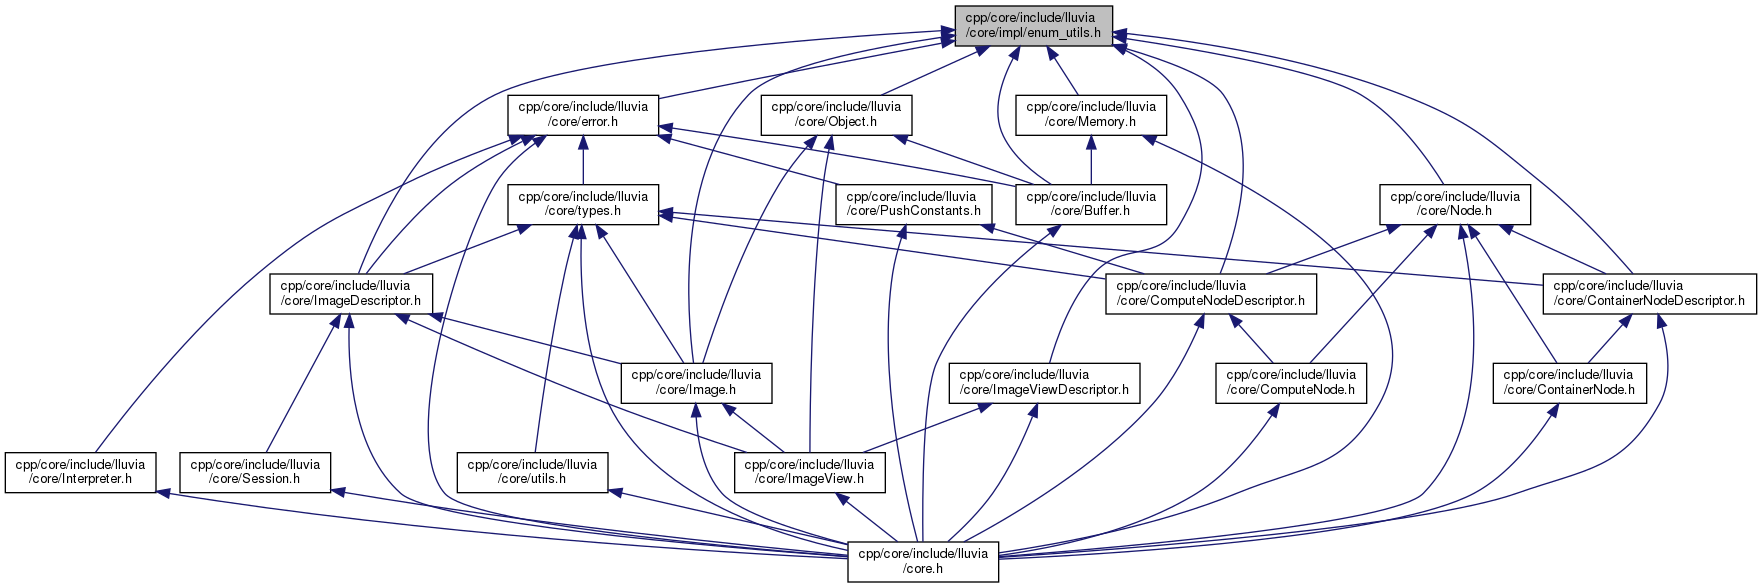 cpp/core/include/lluvia
/core/impl/enum_utils.h
cpp/core/include/lluvia
/core/error.h
cpp/core/include/lluvia
/core/Object.h
cpp/core/include/lluvia
/core/Memory.h
cpp/core/include/lluvia
/core/types.h
cpp/core/include/lluvia
/core/PushConstants.h
cpp/core/include/lluvia
/core/Buffer.h
cpp/core/include/lluvia
/core/Node.h
cpp/core/include/lluvia
/core/ImageDescriptor.h
cpp/core/include/lluvia
/core/ComputeNodeDescriptor.h
cpp/core/include/lluvia
/core/ContainerNodeDescriptor.h
cpp/core/include/lluvia
/core/Image.h
cpp/core/include/lluvia
/core/ImageViewDescriptor.h
cpp/core/include/lluvia
/core/ComputeNode.h
cpp/core/include/lluvia
/core/ContainerNode.h
cpp/core/include/lluvia
/core/Interpreter.h
cpp/core/include/lluvia
/core/Session.h
cpp/core/include/lluvia
/core/utils.h
cpp/core/include/lluvia
/core/ImageView.h
cpp/core/include/lluvia
/core.h